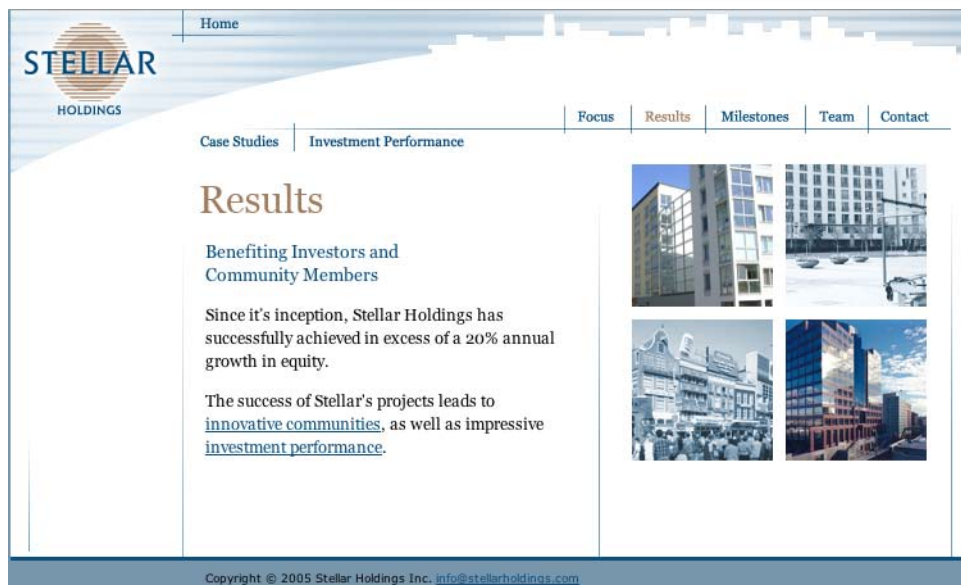 Home
STELLAR
HOLDINGS
Focus Results Milestones Team Contact
Case Studies Investment Performance
Results
Benefiting Investors and
Community Members
Since it's inception, Stellar Holdings has
successfully achieved in excess of a 20% annual
growth in equity.
The success of Stellar's projects leads to
innovative communities, as well as impressive
investment performance.
Copyright © 2005 Stellar Holdings Inc. info@stellarholdings.com